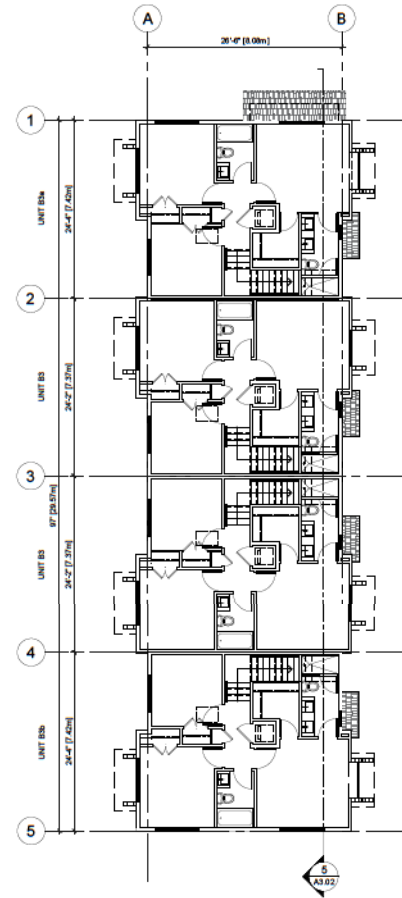 A
B
26'-6" [8.08m]
1
UNIT B3a
24'-4" [7.42m]
2
UNIT B3
24'-2" [7.37m]
3
97' [29.57m]
UNIT B3
24'-2" [7.37m]
4
UNIT B3b
24'-4" [7.42m]
5
5
A3.02